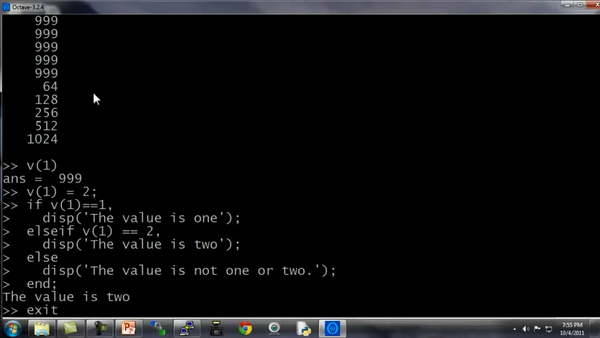 Octave-3.2.4
999
999
999
999
999
64
128
256
512
1024
>> v(1)
ans =  999
>> v(1) = 2;
>> if v(1)==1,
>    disp('The value is one');
>  elseif v(1) == 2,
>    disp('The value is two');
>  else
>    disp('The value is not one or two.');
>  end;
The value is two
>> exit
7:55 PM
10/4/2011